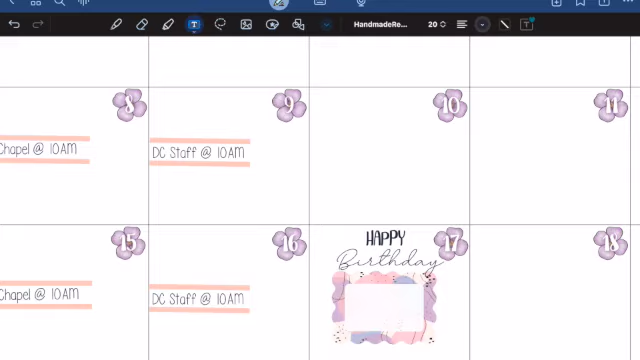 HandmadeRe... 20
8 9 10 11
Chapel @ 10AM DC Staff @ 10AM
15 16 17 18
HAPPY
Birthday
Chapel @ 10AM DC Staff @ 10AM